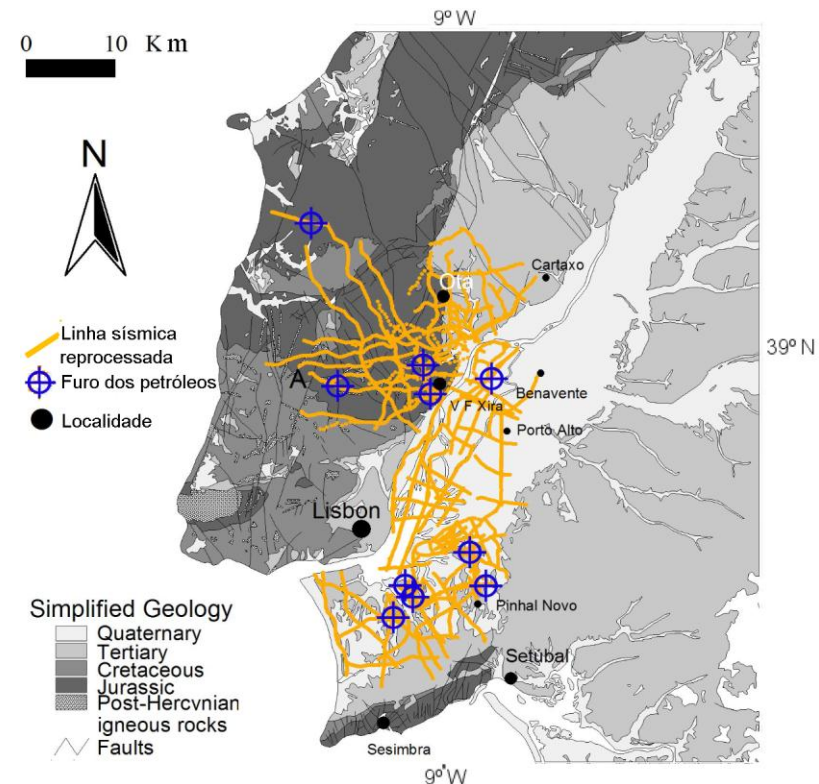 9º W
0 10 Km
N
Cartaxo
Ota
39º N
Linha sísmica
reprocessada
Furo dos petróleos
A
Benavente
Localidade
V F Xira
Porto Alto
Lisbon
Simplified Geology
Quaternary
Tertiary
Cretaceous
Jurassic
Post-Hercvnian
igneous rocks
Faults
Pinhal Novo
Setúbal
Sesimbra
9º W